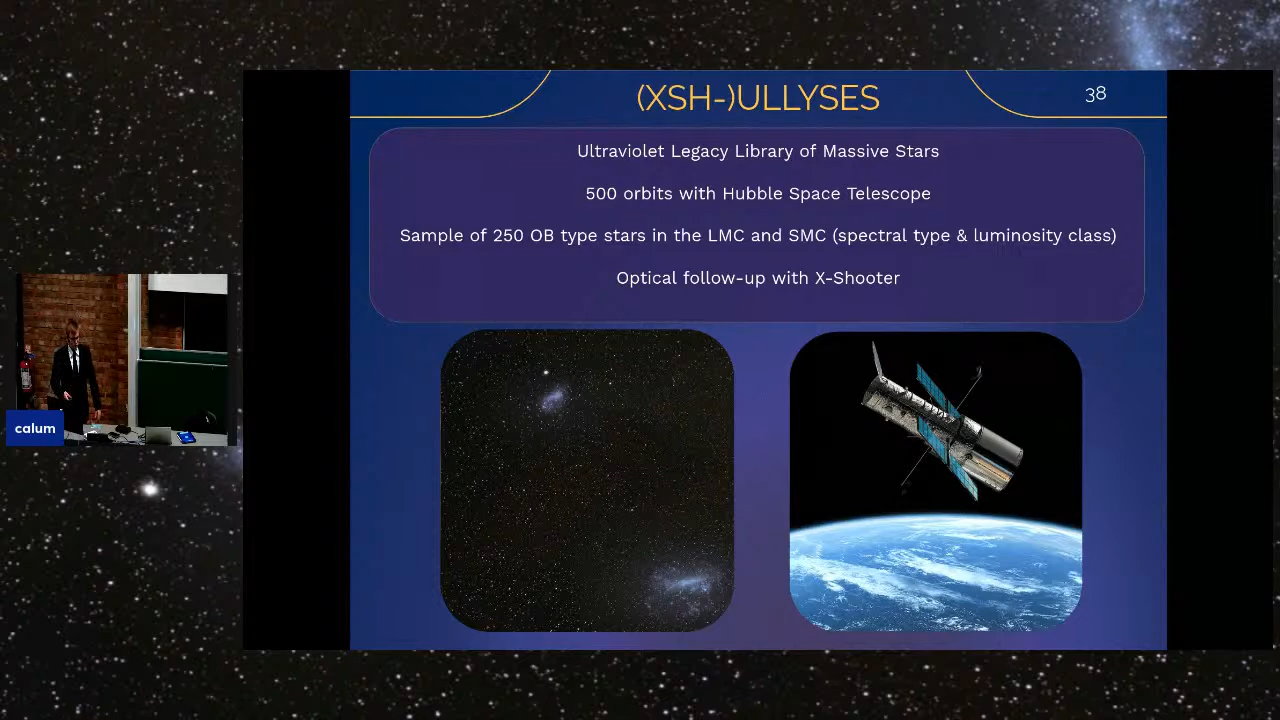 (XSH-)ULLYSES
38
Ultraviolet Legacy Library of Massive Stars
500 orbits with Hubble Space Telescope
Sample of 250 OB type stars in the LMC and SMC (spectral type & luminosity class)
Optical follow-up with X-Shooter
calum